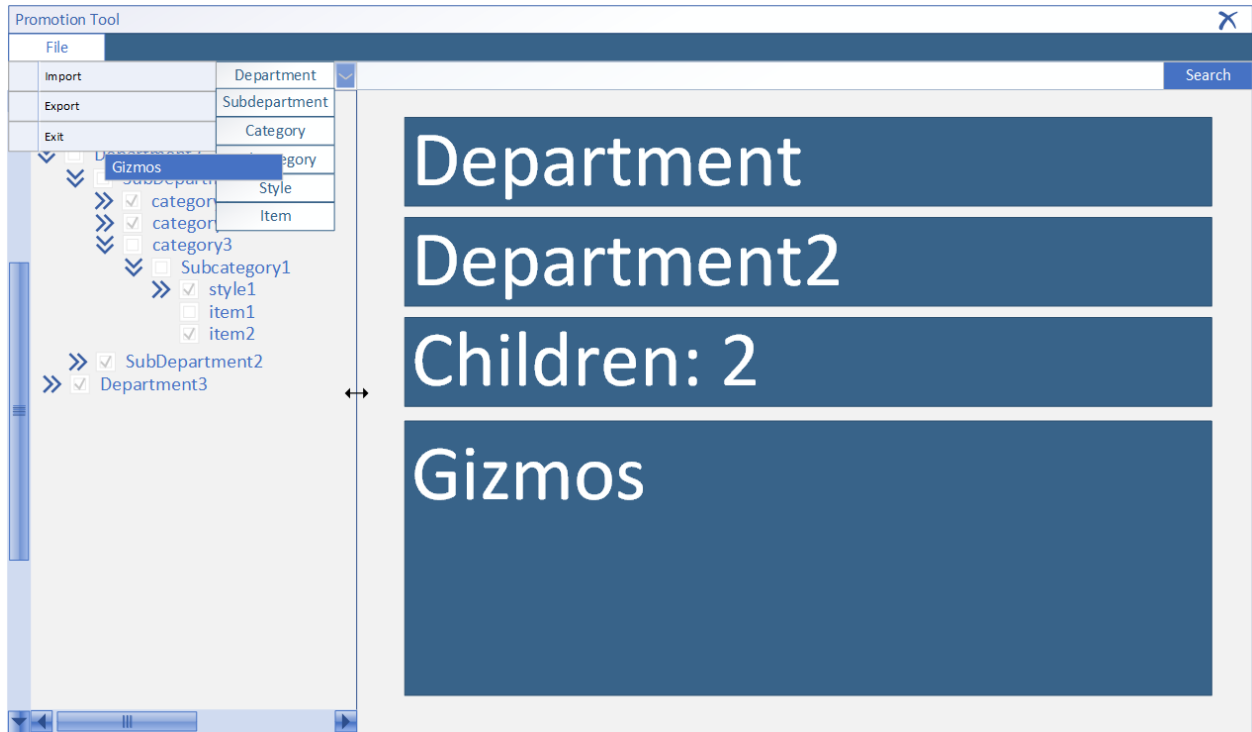 Promotion Tool
File
Import
Department
Search
Export
Subdepartment
Exit
Category
Gizmos
Style
Item
category3
Subcategory1
style1
item1
item2
SubDepartment2
Department3
Department
Department2
Children: 2
Gizmos